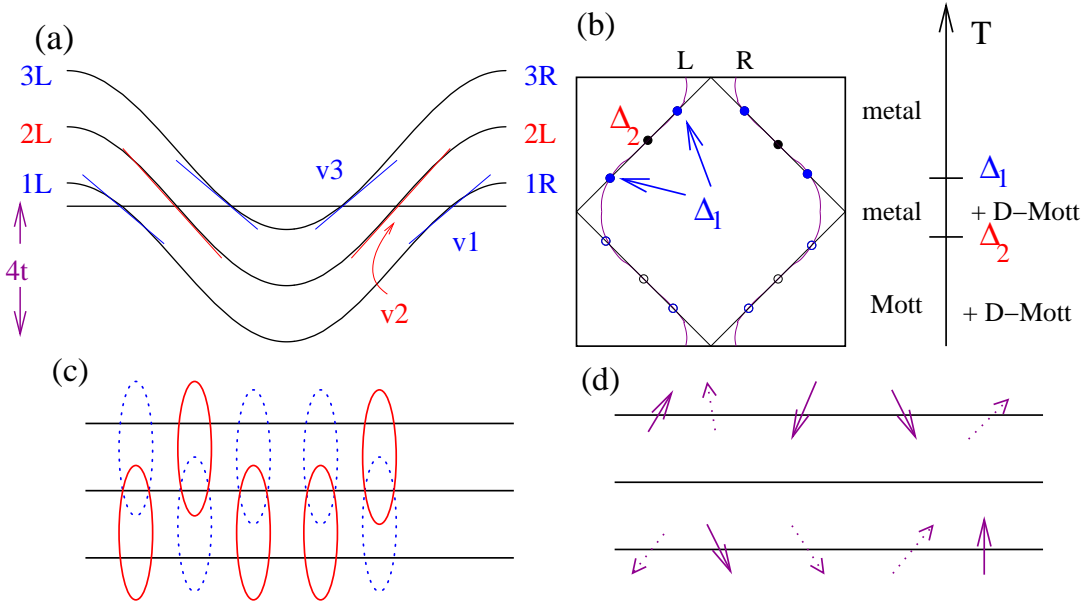 (a)
3L
3R
2L
2L
1L
1R
v3
v1
v2
4t
(b)
L
R
Δ2
Δ1
T
metal
Δ1
metal
+ D−Mott
Δ2
Mott
+ D−Mott
(c)
(d)